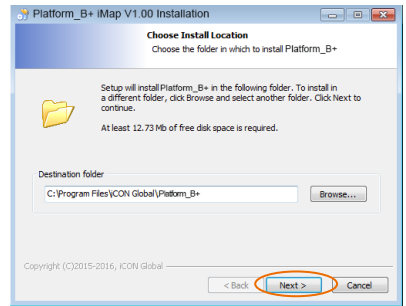 Platform_B+ iMap V1.00 Installation
Choose Install Location
Choose the folder in which to install Platform_B+
Setup will install Platform_B+ in the following folder. To install in
a different folder, click Browse and select another folder. Click Next to
continue.
At least 12.73 Mb of free disk space is required.
Destination folder
C:\Program Files\iCON Global\Platform_B+
Browse...
Copyright (C)2015-2016, iCON Global
< Back
Next >
Cancel